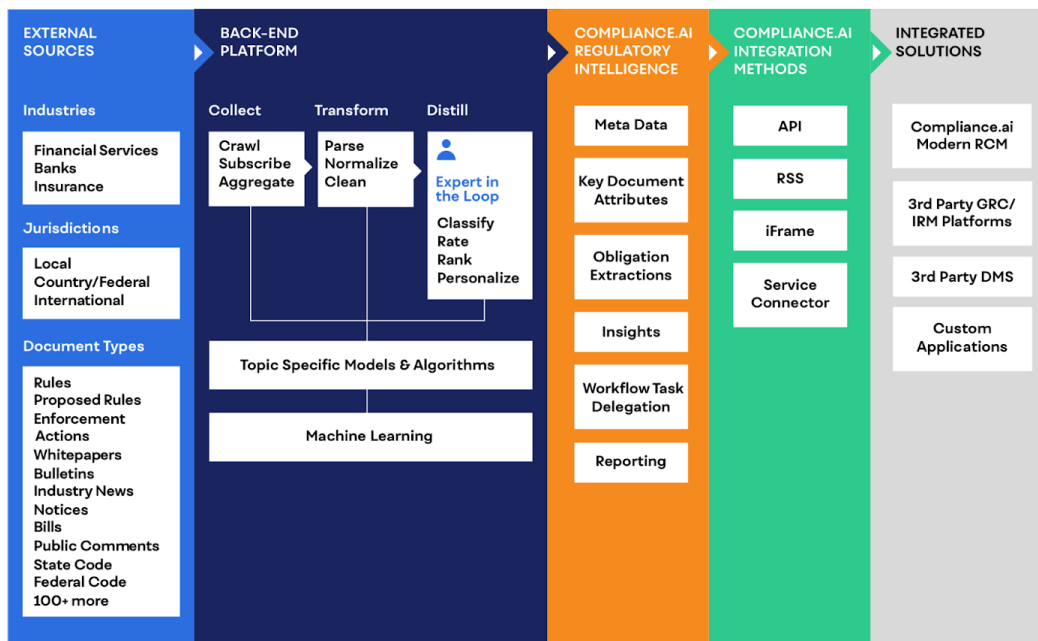 EXTERNAL
SOURCES
Industries
Financial Services
Banks
Insurance
Jurisdictions
Local
Country/Federal
International
Document Types
Rules
Proposed Rules
Enforcement
Actions
Whitepapers
Bulletins
Industry News
Notices
Bills
Public Comments
State Code
Federal Code
100+ more
BACK-END
PLATFORM
Collect
Crawl
Subscribe
Aggregate
Transform
Parse
Normalize
Clean
Distill
Expert in
the Loop
Classify
Rate
Rank
Personalize
Topic Specific Models & Algorithms
Machine Learning
COMPLIANCE.AI
REGULATORY
INTELLIGENCE
Meta Data
Key Document
Attributes
Obligation
Extractions
Insights
Workflow Task
Delegation
Reporting
COMPLIANCE.AI
INTEGRATION
METHODS
API
RSS
iFrame
Service
Connector
INTEGRATED
SOLUTIONS
Compliance.ai
Modern RCM
3rd Party GRC/
IRM Platforms
3rd Party DMS
Custom
Applications